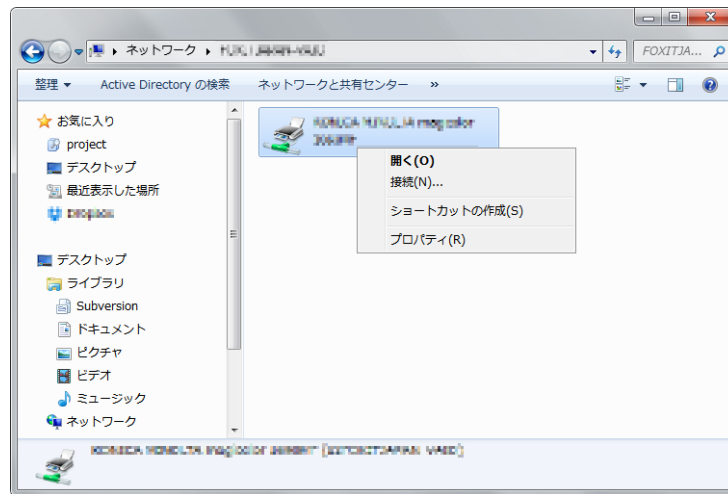 ネットワーク
FOXITJA...
整理 Active Directory の検索 ネットワークと共有センター »
お気に入り
project
デスクトップ
最近表示した場所
デスクトップ
ライブラリ
Subversion
ドキュメント
ピクチャ
ビデオ
ミュージック
ネットワーク
開く(O)
接続(N)...
ショートカットの作成(S)
プロパティ(R)